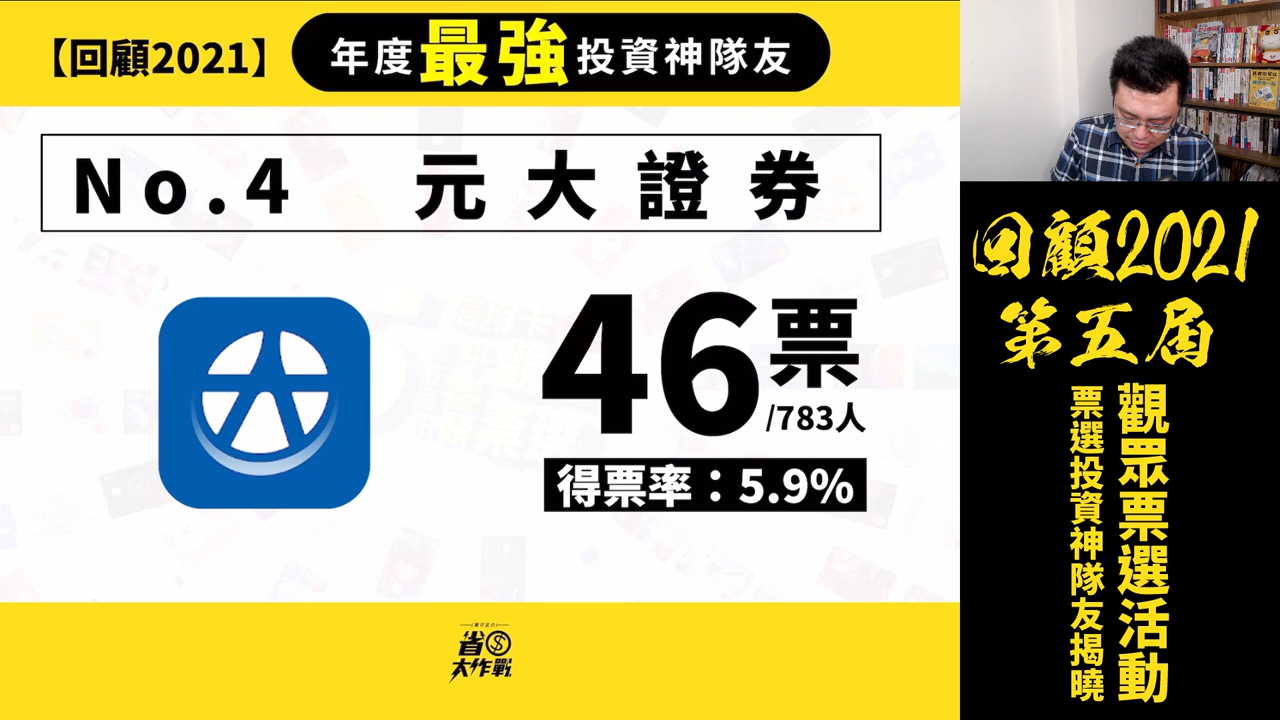 【回顧2021】
年度最強投資神隊友
No.4 元大證券
46票
/783人
得票率：5.9%
省
大作戰
回顧2021
第五屆
觀眾票選活動
票選投資神隊友揭曉